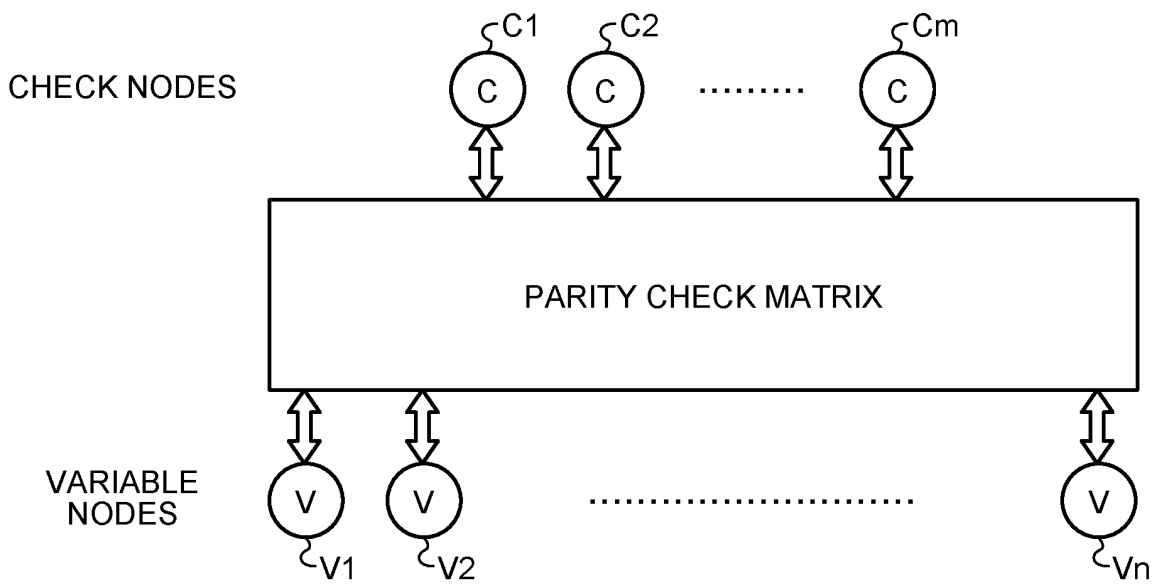 C1 C2 Cm
CHECK NODES C C ......... C
PARITY CHECK MATRIX
VARIABLE
NODES
V V ............................ V
V1 V2 Vn